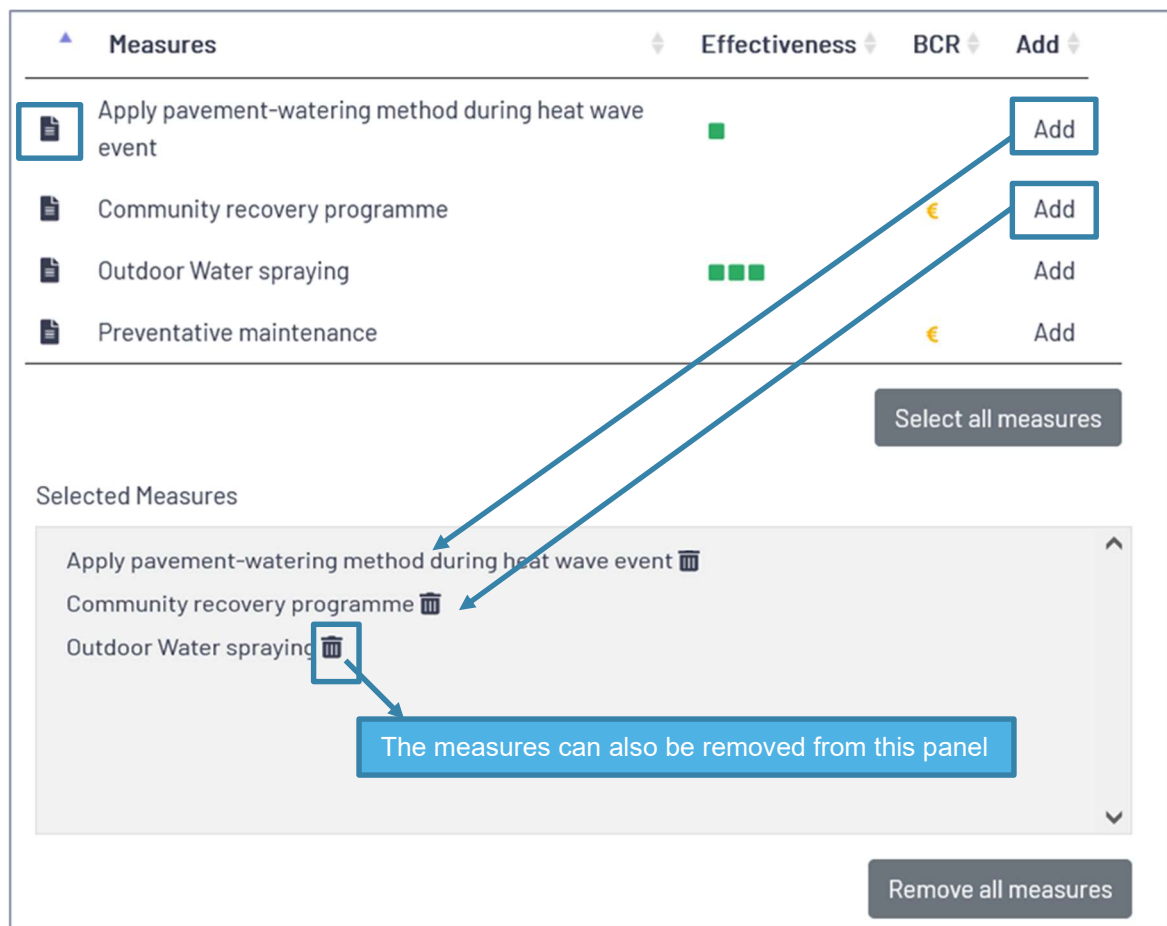 Measures Effectiveness BCR Add
Apply pavement-watering method during heat wave
event
Add
Community recovery programme € Add
Outdoor Water spraying Add
Preventative maintenance € Add
Select all measures
Selected Measures
Apply pavement-watering method during heat wave event
Community recovery programme
Outdoor Water spraying
The measures can also be removed from this panel
Remove all measures